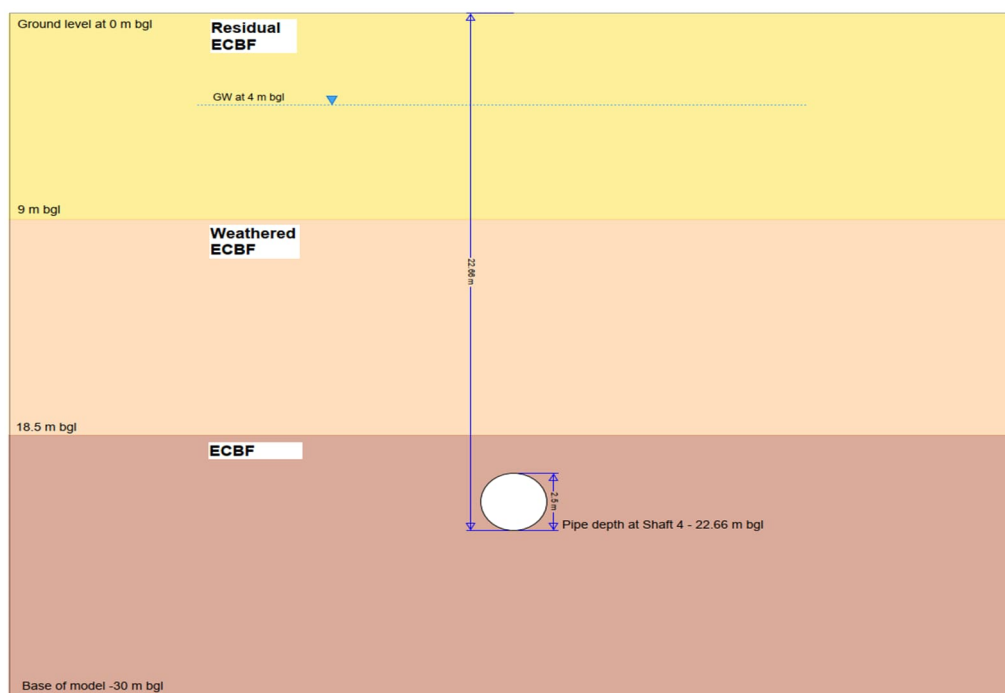 Ground level at 0 m bgl
Residual
ECBF
GW at 4 m bgl
9 m bgl
Weathered
ECBF
22.66 m
18.5 m bgl
ECBF
2.5 m
Pipe depth at Shaft 4 - 22.66 m bgl
Base of model -30 m bgl